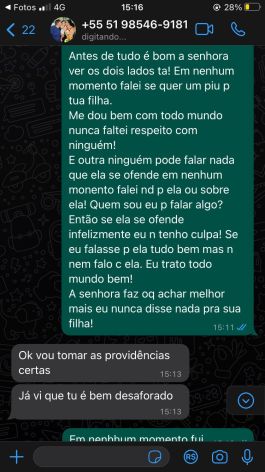 Fotos 4G 15:16 28%
22 +55 51 98546-9181
digitando...
Antes de tudo é bom a senhora
ver os dois lados ta! Em nenhum
momento falei se quer um piu p
tua filha.
Me dou bem com todo mundo
nunca faltei respeito com
ninguém!
E outra ninguém pode falar nada
que ela se ofende em nenhum
monento falei nd p ela ou sobre
ela! Quem sou eu p falar algo?
Então se ela se ofende
infelizmente eu n tenho culpa! Se
eu falasse p ela tudo bem mas n
nem falo c ela. Eu trato todo
mundo bem!
A senhora faz oq achar melhor
mais eu nunca disse nada pra sua
filha!
15:11
Ok vou tomar as providências
certas
15:13
Já vi que tu é bem desaforado
15:13
Em nenhbum momento fui
R$